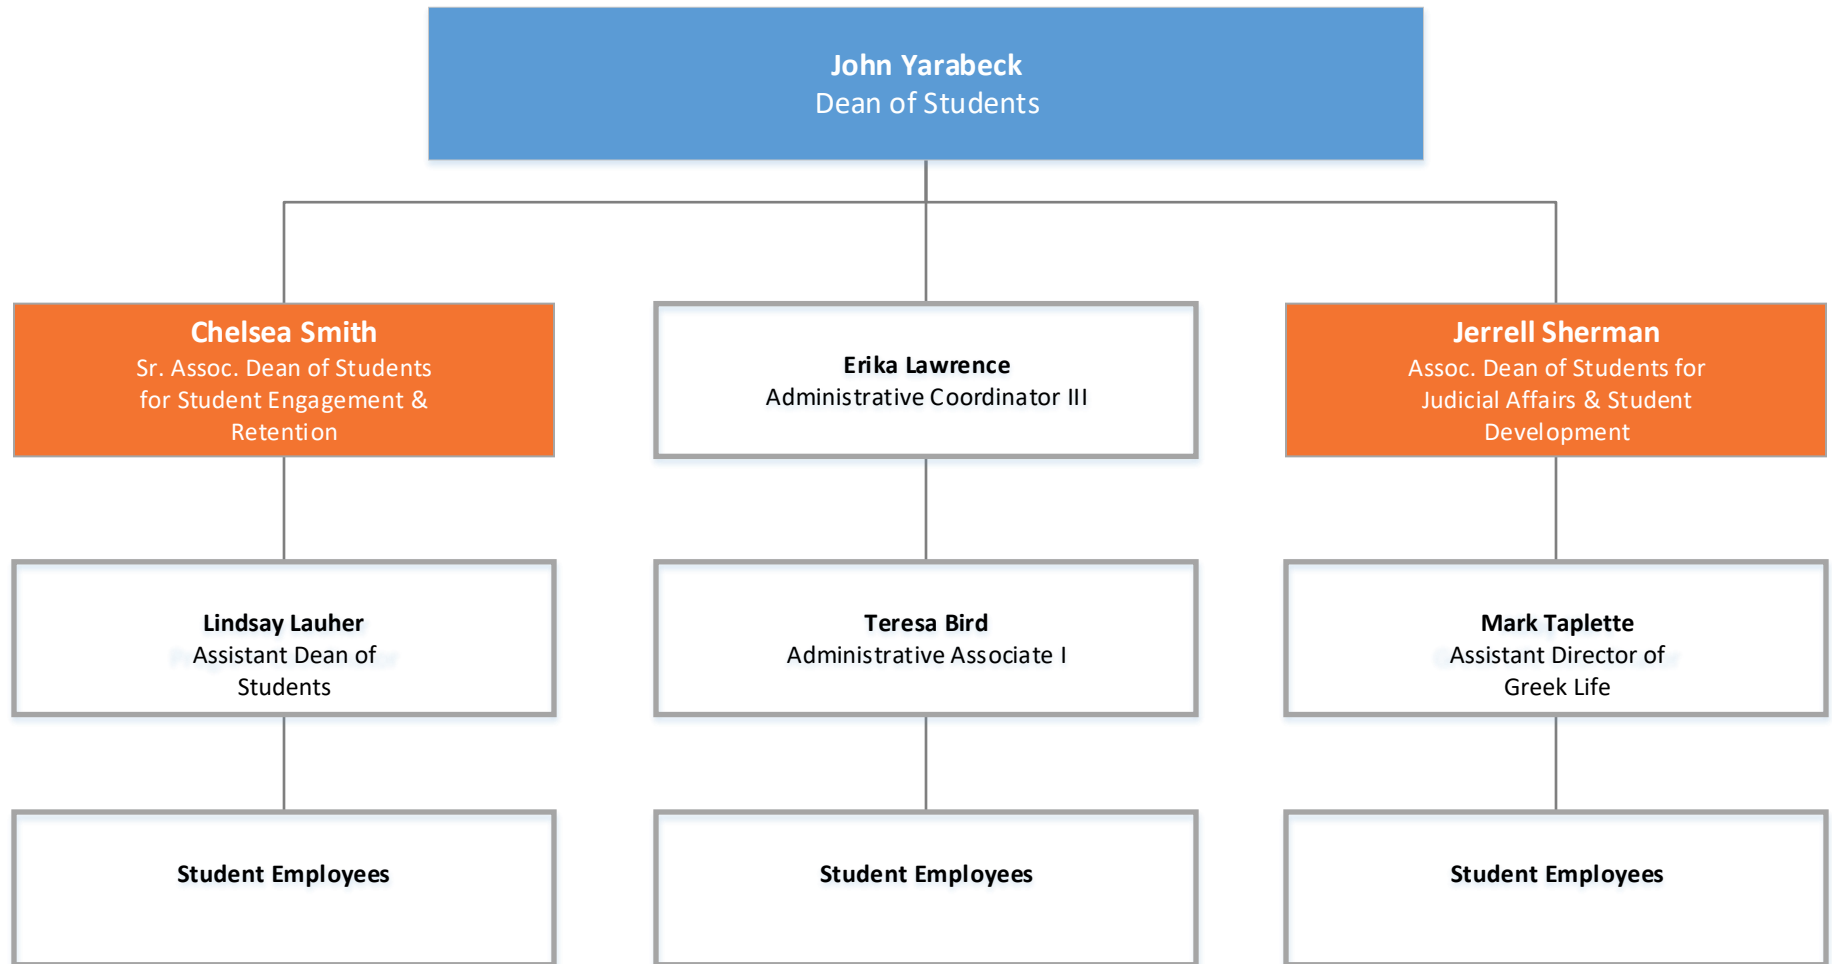 John Yarabeck
Dean of Students
Chelsea Smith
Sr. Assoc. Dean of Students
for Student Engagement &
Retention
Erika Lawrence
Administrative Coordinator III
Jerrell Sherman
Assoc. Dean of Students for
Judicial Affairs & Student
Development
Lindsay Lauher
Assistant Dean of
Students
Teresa Bird
Administrative Associate I
Mark Taplette
Assistant Director of
Greek Life
Student Employees
Student Employees
Student Employees